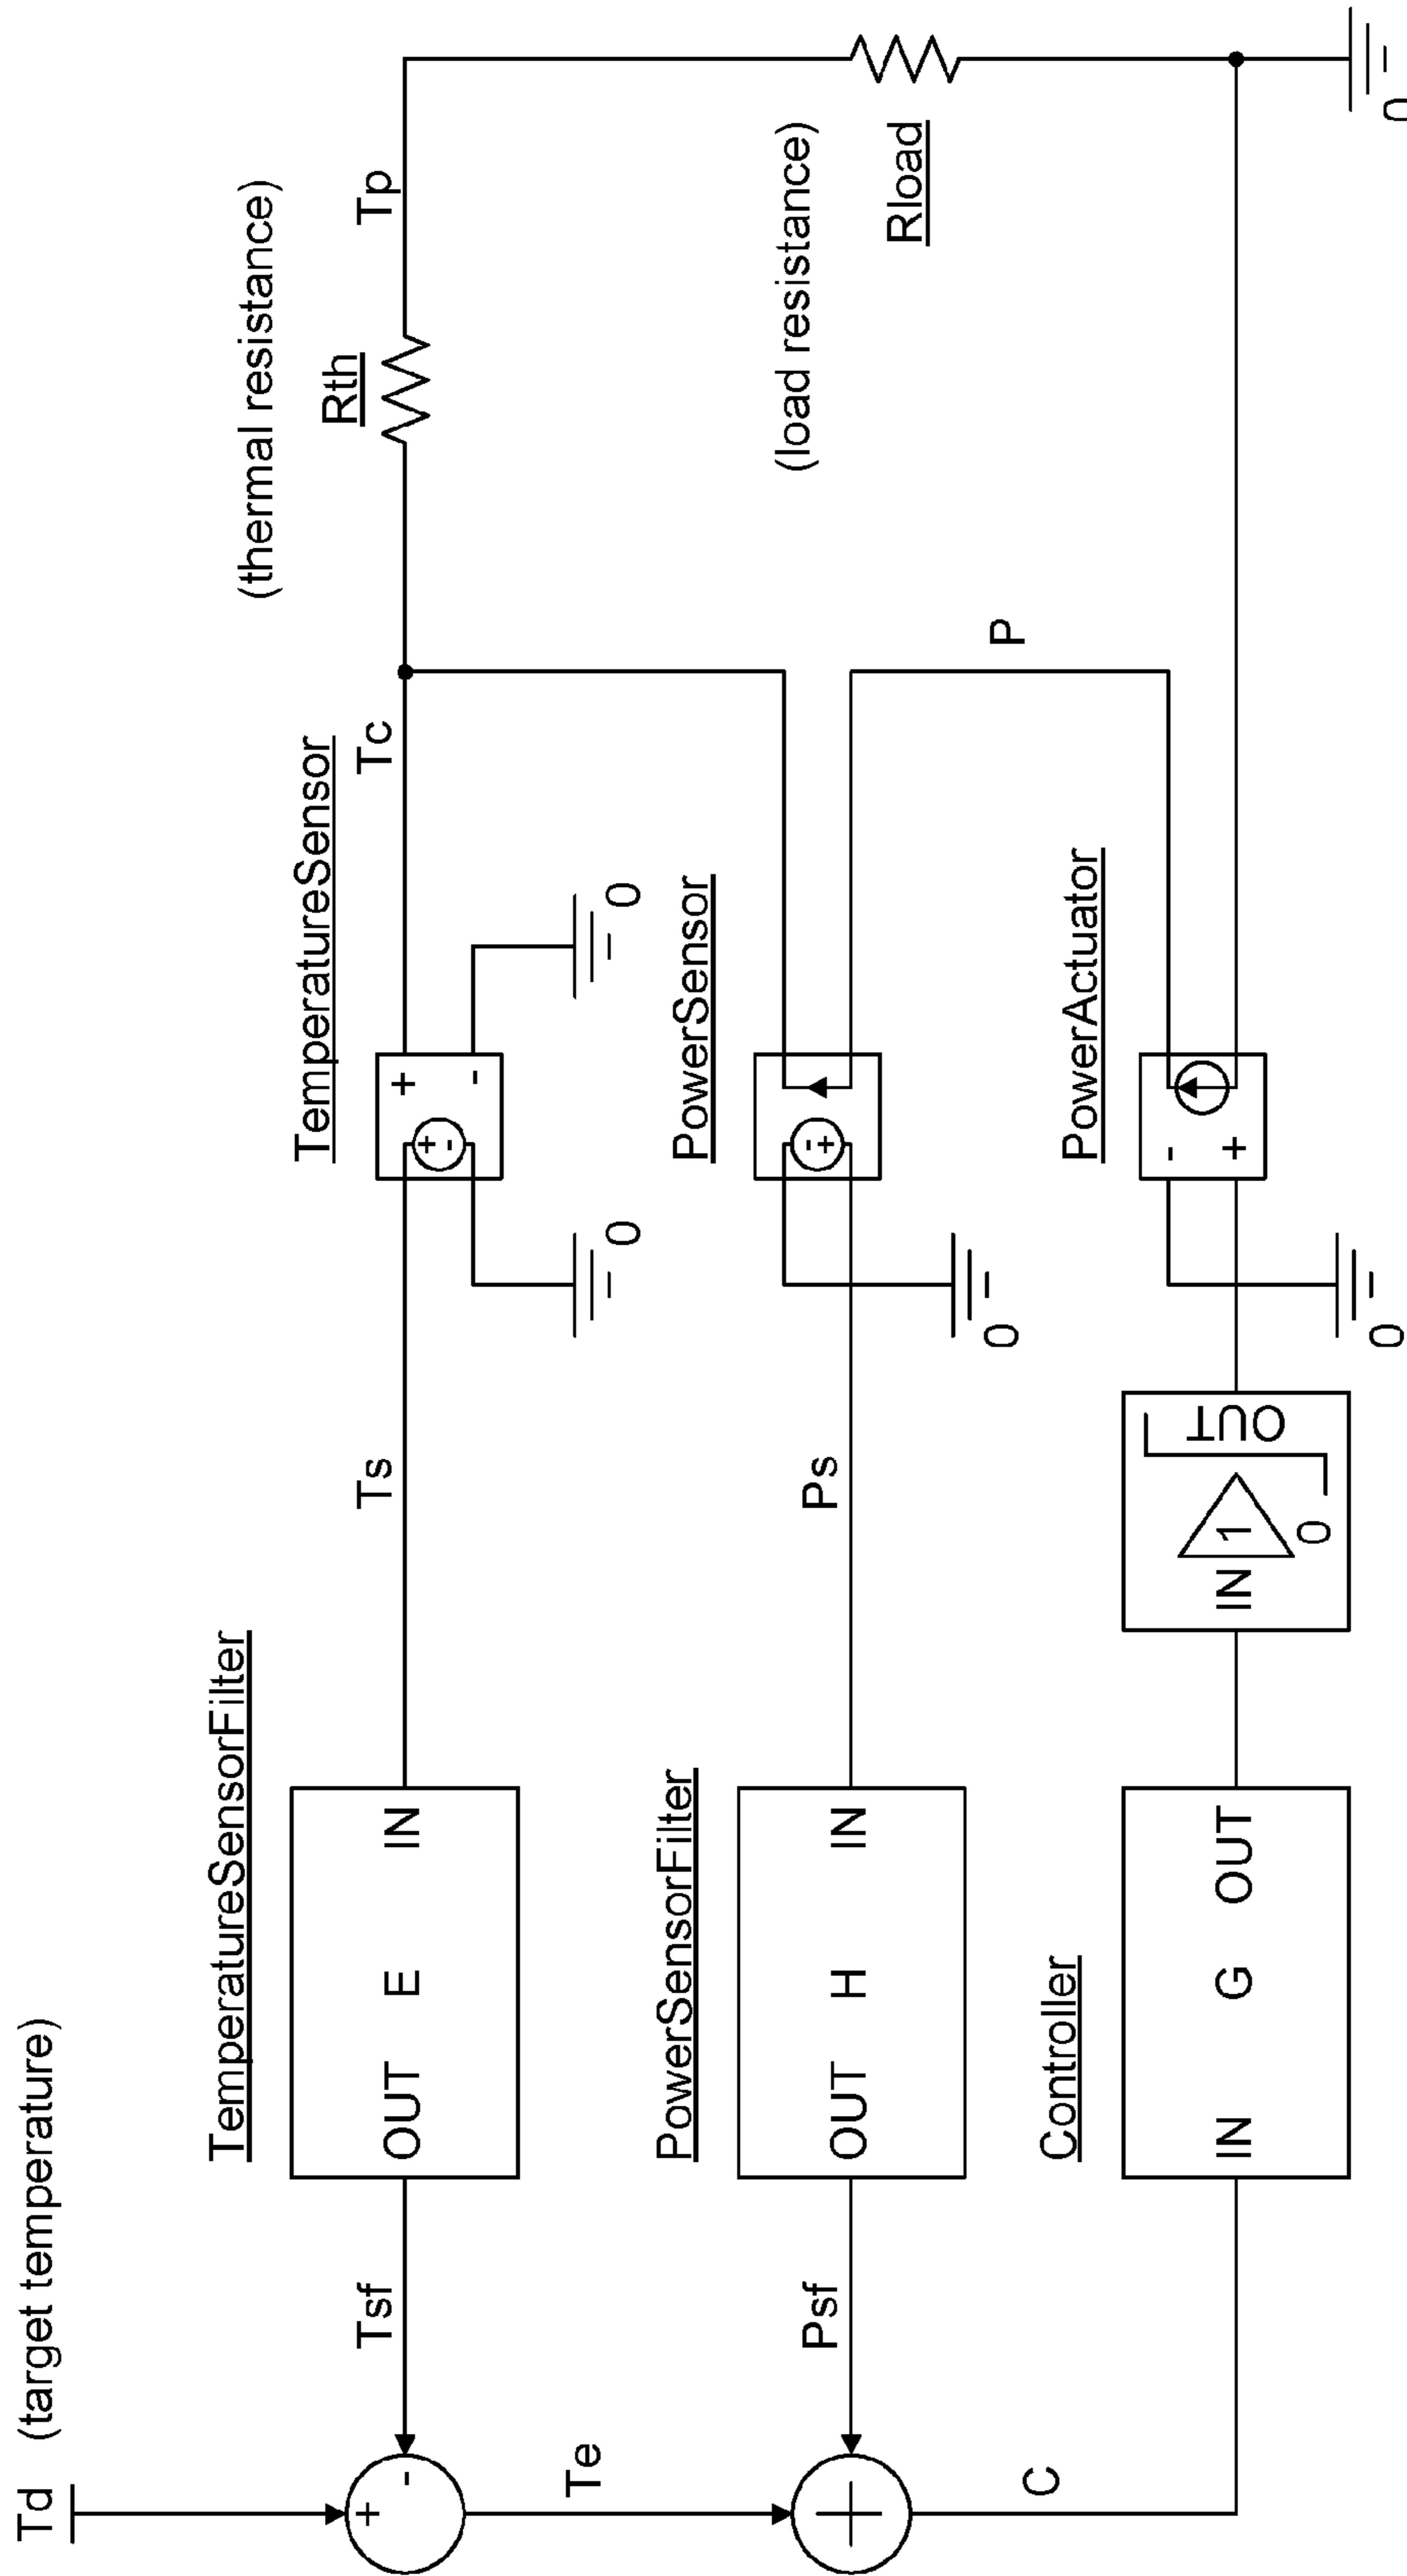 Td (target temperature)
+
-
Tsf
TemperatureSensorFilter
OUT E IN
Ts
TemperatureSensor
+ -
+ -
0
0
Tc
(thermal resistance)
Rth
Tp
Te
+
Psf
PowerSensorFilter
OUT H IN
Ps
PowerSensor
- +
0
P
(load resistance)
Rload
C
Controller
IN G OUT
IN 1 OUT
0
PowerActuator
- +
0
0